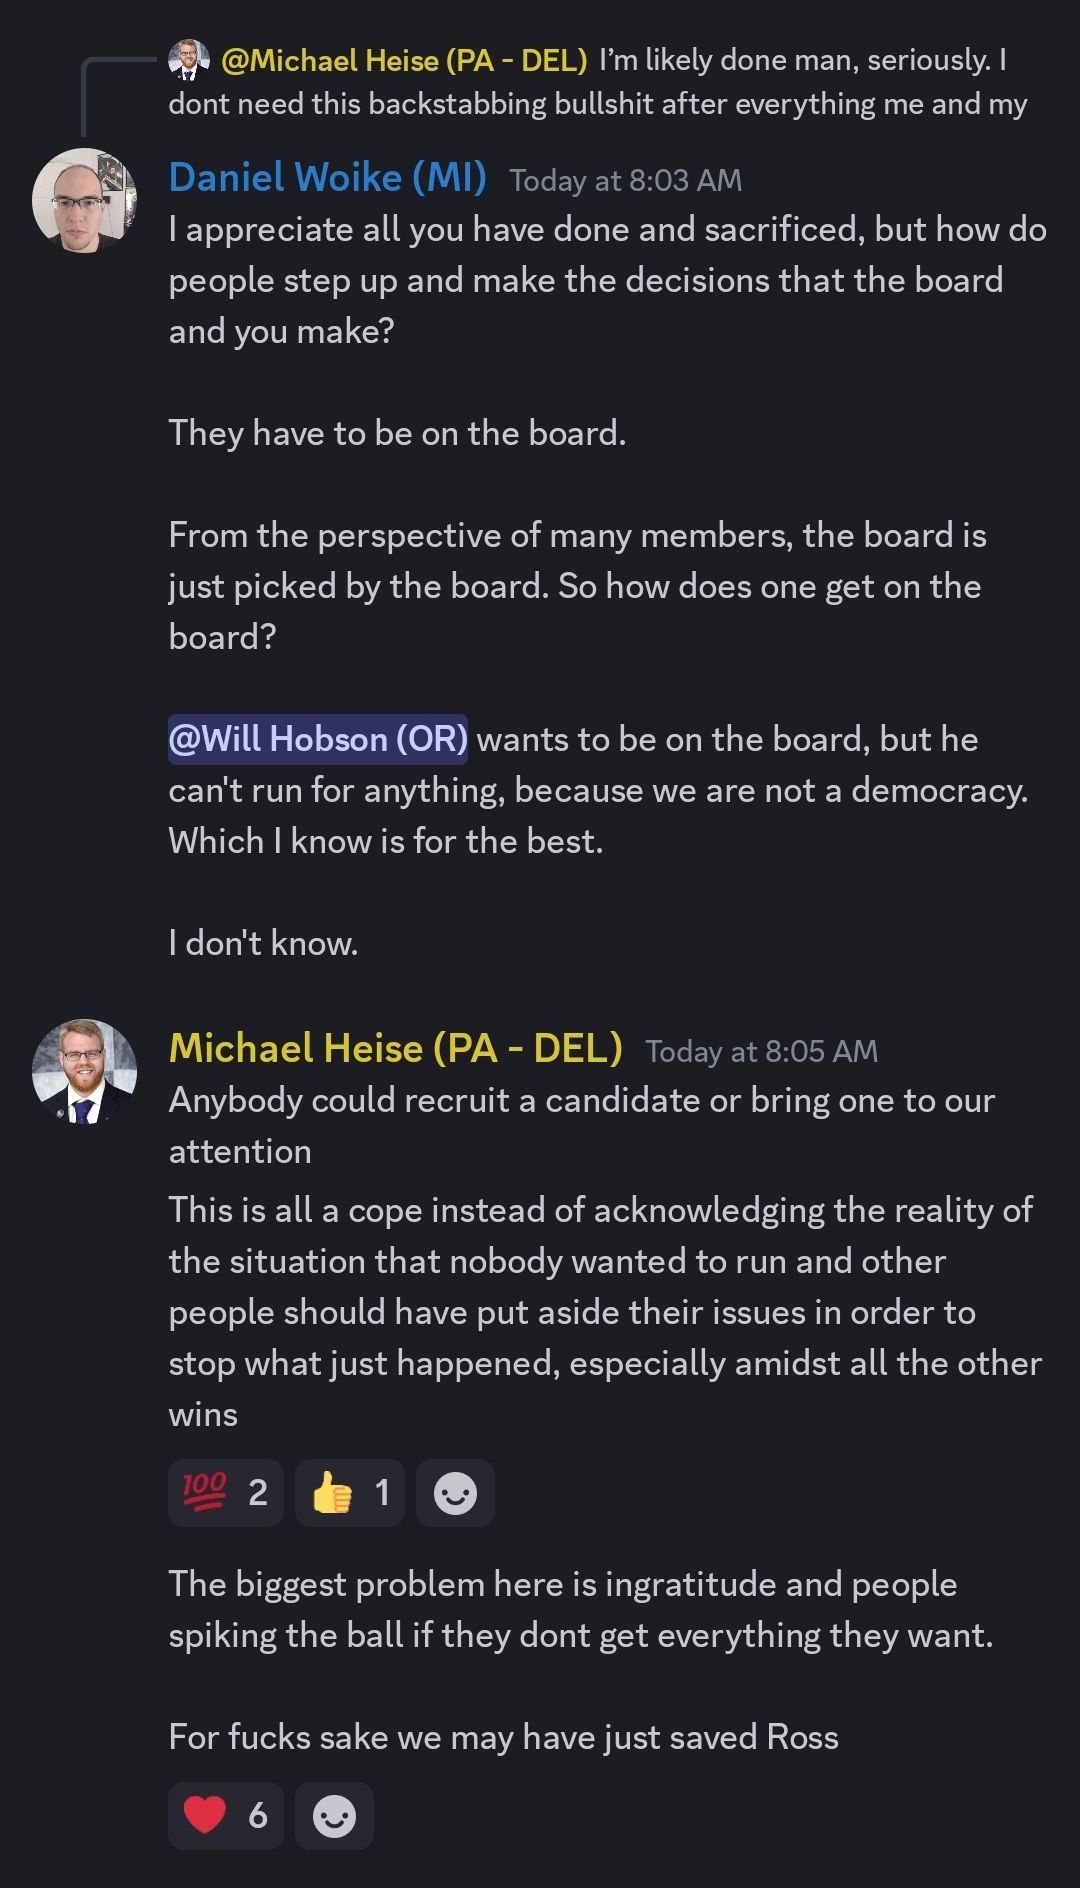 @Michael Heise (PA - DEL) I’m likely done man, seriously. I
dont need this backstabbing bullshit after everything me and my
Daniel Woike (MI) Today at 8:03 AM
I appreciate all you have done and sacrificed, but how do
people step up and make the decisions that the board
and you make?
They have to be on the board.
From the perspective of many members, the board is
just picked by the board. So how does one get on the
board?
@Will Hobson (OR) wants to be on the board, but he
can't run for anything, because we are not a democracy.
Which I know is for the best.
I don't know.
Michael Heise (PA - DEL) Today at 8:05 AM
Anybody could recruit a candidate or bring one to our
attention
This is all a cope instead of acknowledging the reality of
the situation that nobody wanted to run and other
people should have put aside their issues in order to
stop what just happened, especially amidst all the other
wins
100 2 1
The biggest problem here is ingratitude and people
spiking the ball if they dont get everything they want.
For fucks sake we may have just saved Ross
6